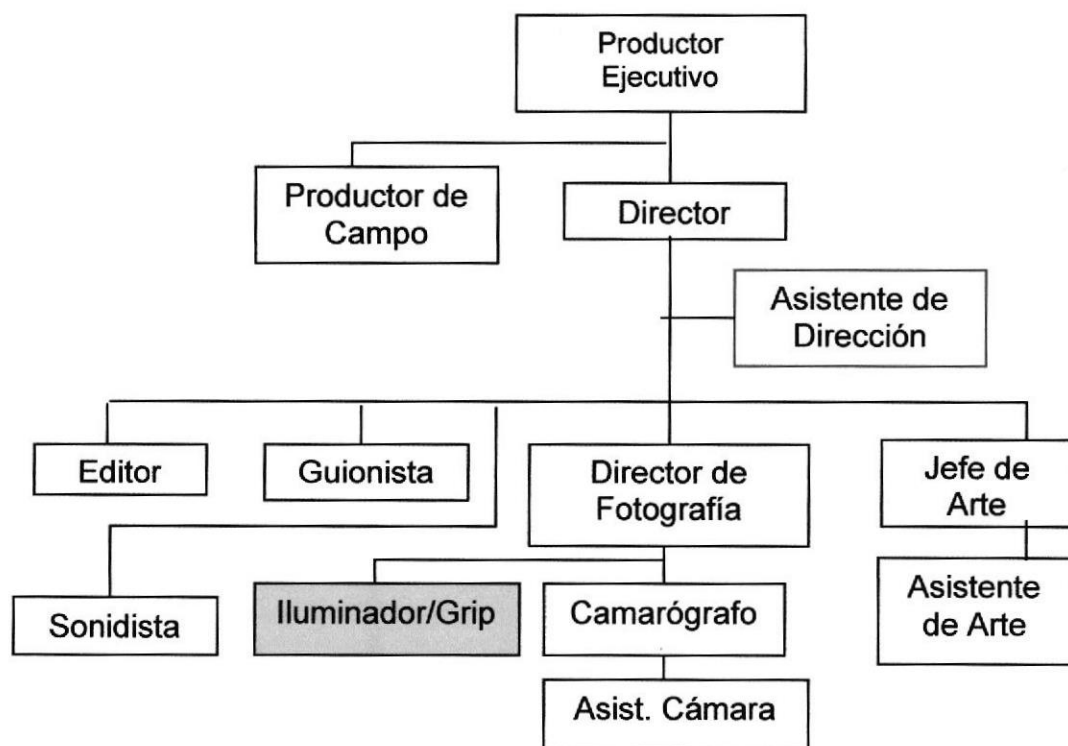 Productor
Ejecutivo
Productor de
Campo
Director
Asistente de
Dirección
Editor
Guionista
Director de
Fotografía
Jefe de
Arte
Sonidista
Iluminador/Grip
Camarógrafo
Asistente
de Arte
Asist. Cámara